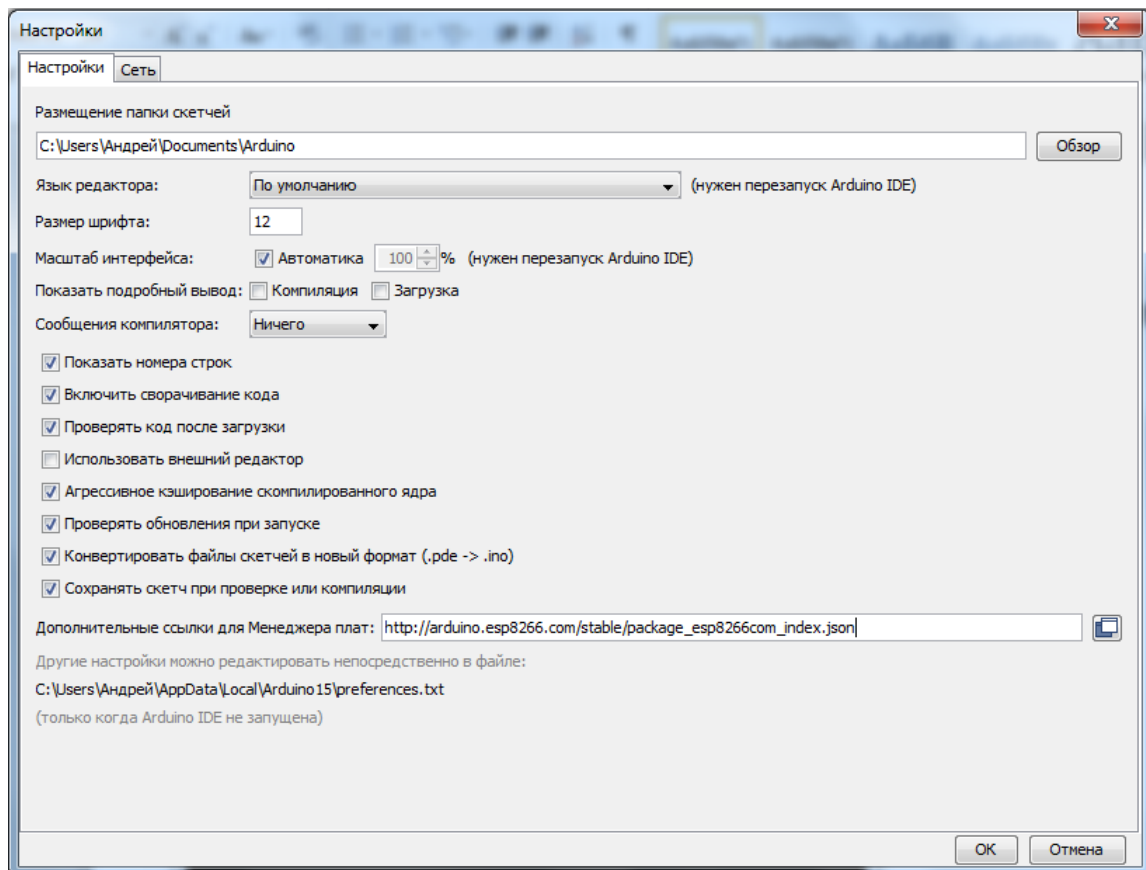 Настройки
Настройки Сеть
Размещение папки скетчей
C:\Users\Андрей\Documents\Arduino Обзор
Язык редактора: По умолчанию (нужен перезапуск Arduino IDE)
Размер шрифта: 12
Масштаб интерфейса: Автоматика 100 % (нужен перезапуск Arduino IDE)
Показать подробный вывод: Компиляция Загрузка
Сообщения компилятора: Ничего
Показать номера строк
Включить сворачивание кода
Проверять код после загрузки
Использовать внешний редактор
Агрессивное кэширование скомпилированного ядра
Проверять обновления при запуске
Конвертировать файлы скетчей в новый формат (.pde -> .ino)
Сохранять скетч при проверке или компиляции
Дополнительные ссылки для Менеджера плат: http://arduino.esp8266.com/stable/package_esp8266com_index.json
Другие настройки можно редактировать непосредственно в файле:
C:\Users\Андрей\AppData\Local\Arduino15\preferences.txt
(только когда Arduino IDE не запущена)
OK Отмена